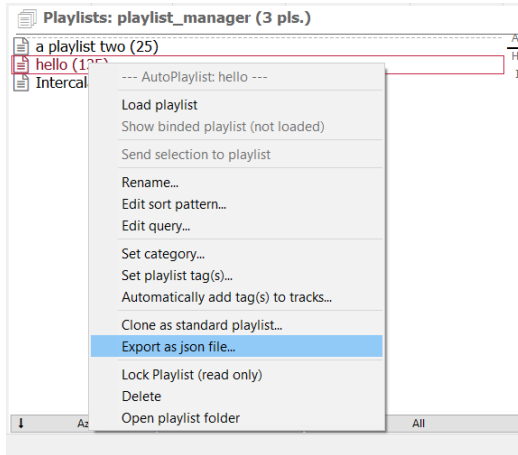 Playlists: playlist_manager (3 pls.)
a playlist two (25)
hello
--- AutoPlaylist: hello ---
Load playlist
Show binded playlist (not loaded)
Send selection to playlist
Rename...
Edit sort pattern...
Edit query...
Set category...
Set playlist tag(s)...
Automatically add tag(s) to tracks...
Clone as standard playlist...
Export as json file...
Lock Playlist (read only)
Delete
Open playlist folder
All